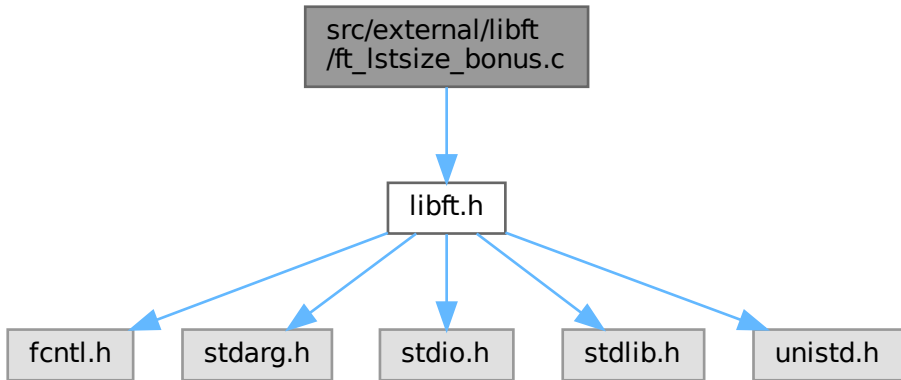 src/external/libft
/ft_lstsize_bonus.c
libft.h
fcntl.h
stdarg.h
stdio.h
stdlib.h
unistd.h